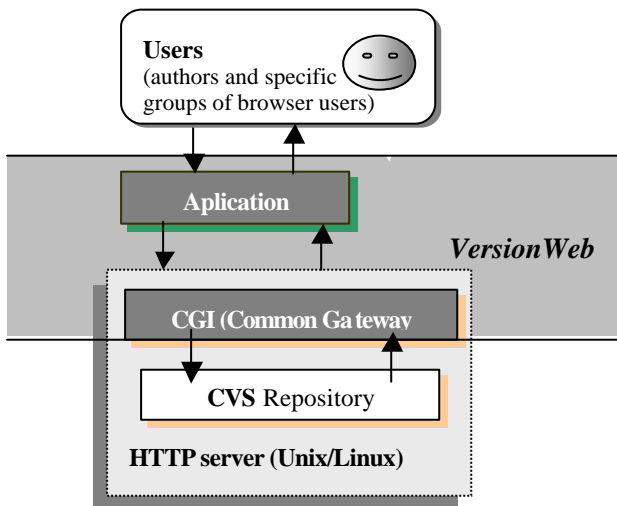 Users
(authors and specific
groups of browser users)
Aplication
VersionWeb
CGI (Common Gateway
CVS Repository
HTTP server (Unix/Linux)